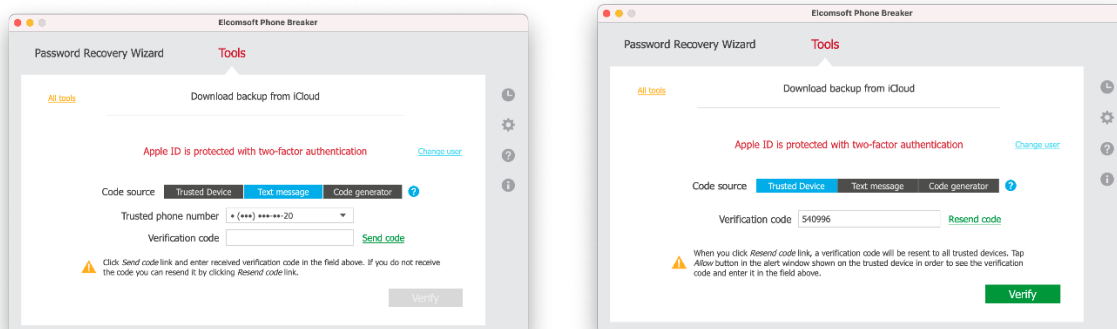 Elcomsoft Phone Breaker
Password Recovery Wizard Tools
All tools
Download backup from iCloud
Apple ID is protected with two-factor authentication
Change user
Code source Trusted Device Text message Code generator ?
Trusted phone number • (•••) •••-••-20
Verification code Send code
Click Send code link and enter received verification code in the field above. If you do not receive
the code you can resend it by clicking Resend code link.
Verify
Elcomsoft Phone Breaker
Password Recovery Wizard Tools
All tools
Download backup from iCloud
Apple ID is protected with two-factor authentication
Change user
Code source Trusted Device Text message Code generator ?
Verification code 540996 Resend code
When you click Resend code link, a verification code will be resent to all trusted devices. Tap
Allow button in the alert window shown on the trusted device in order to see the verification
code and enter it in the field above.
Verify